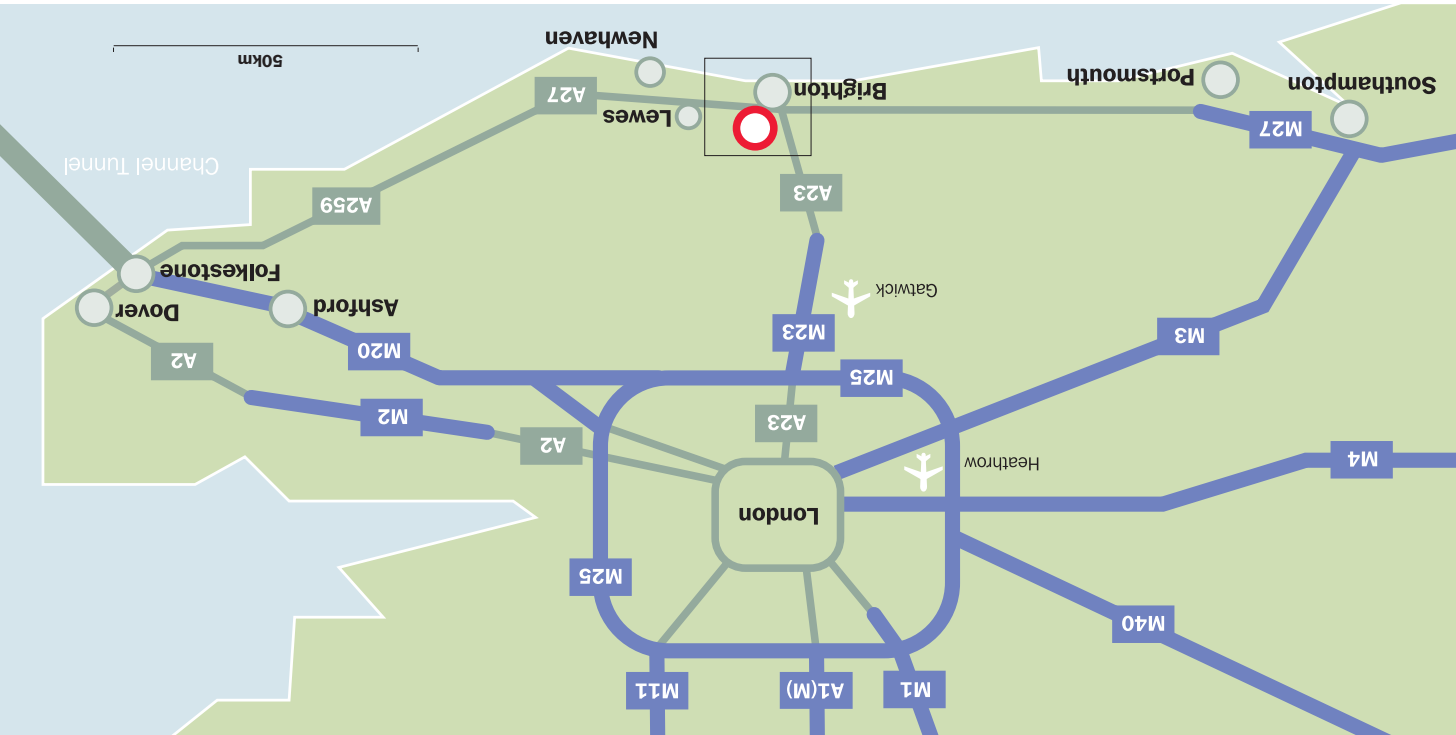 M40
M1
A1(M)
M11
M25
London
M4
Heathrow
A2
M2
A23
M25
M3
M23
M20
A2
Ashford
Dover
Gatwick
Folkestone
A259
A23
Channel Tunnel
M27
Lewes
A27
Southampton
Portsmouth
Brighton
Newhaven
50km